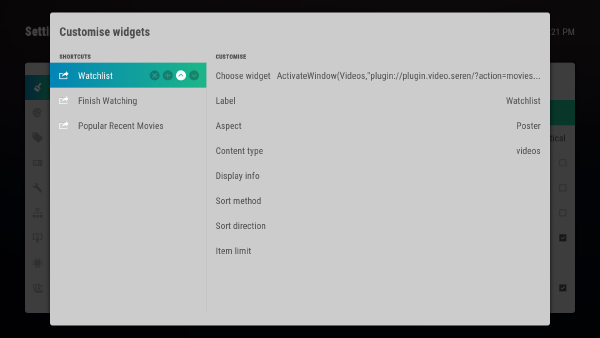 Setti
:21 PM
Customise widgets
SHORTCUTS
CUSTOMISE
Watchlist
Choose widget ActivateWindow(Videos,"plugin://plugin.video.seren/?action=movies...
Finish Watching
Label Watchlist
Popular Recent Movies
Aspect Poster
tical
Content type videos
Display info
Sort method
Sort direction
Item limit